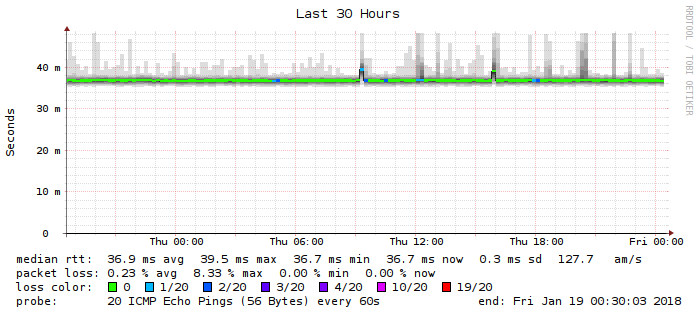 Last 30 Hours
RRDTOOL / TOBI OETIKER
Seconds
40 m
30 m
20 m
10 m
0
Thu 00:00 Thu 06:00 Thu 12:00 Thu 18:00 Fri 00:00
median rtt: 36.9 ms avg 39.5 ms max 36.7 ms min 36.7 ms now 0.3 ms sd 127.7 am/s
packet loss: 0.23 % avg 8.33 % max 0.00 % min 0.00 % now
loss color: 0 1/20 2/20 3/20 4/20 10/20 19/20
probe: 20 ICMP Echo Pings (56 Bytes) every 60s end: Fri Jan 19 00:30:03 2018